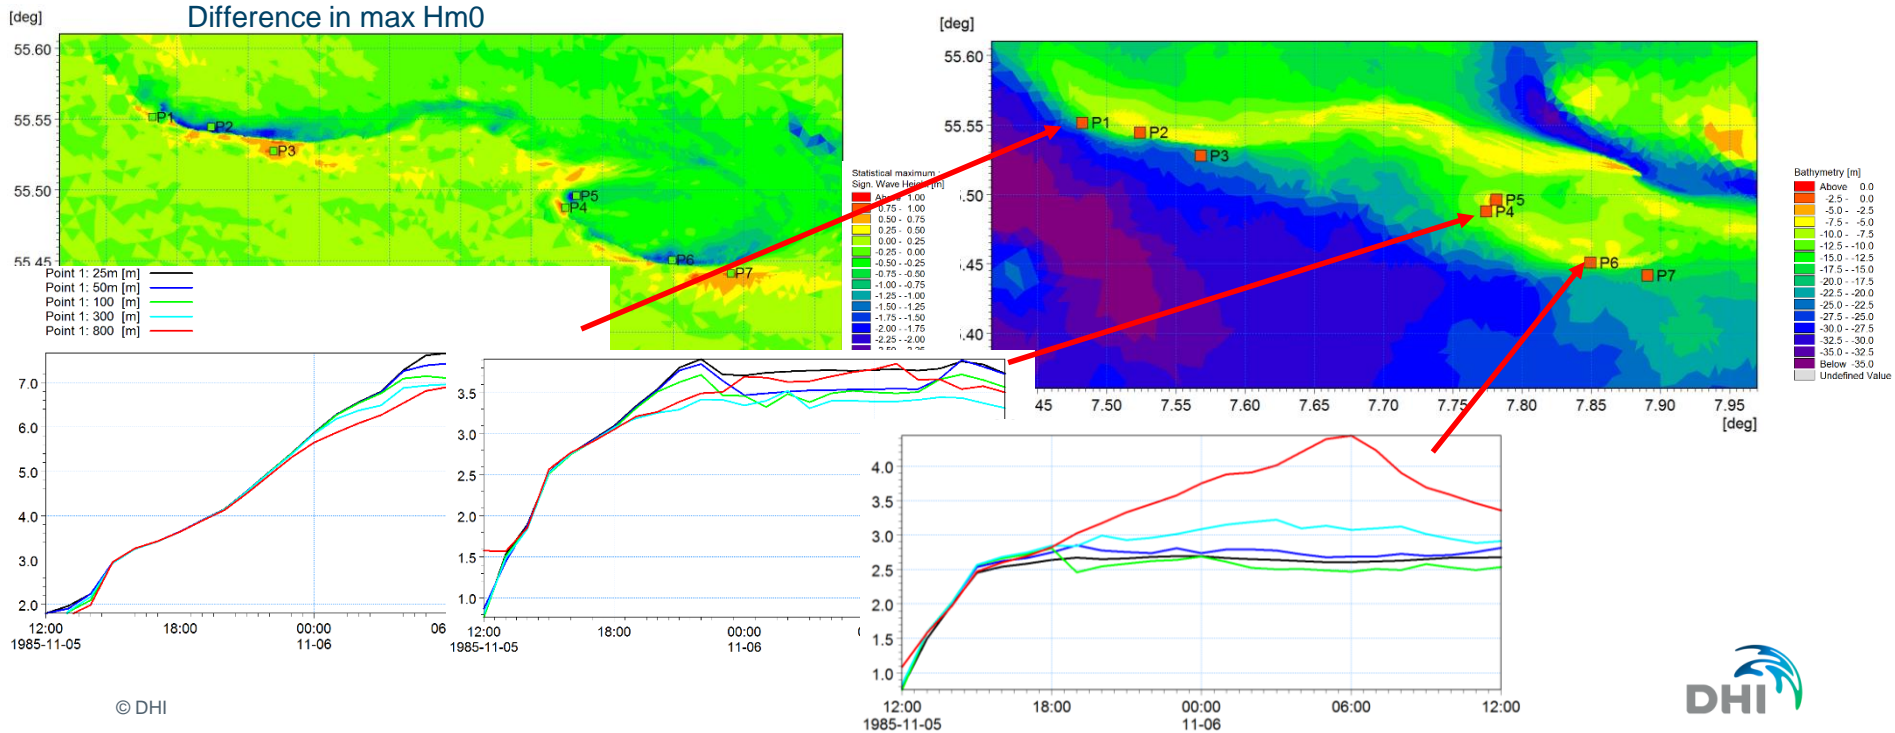 Difference in max Hm0
[deg]
55.60
55.55
55.50
55.45
P1
P2
P3
P5
P4
P6
P7
Statistical maximum
Sign. Wave Height [m]
1.00
0.75 - 1.00
0.50 - 0.75
0.25 - 0.50
0.00 - 0.25
-0.25 - 0.00
-0.50 - -0.25
-0.75 - -0.50
-1.00 - -0.75
-1.25 - -1.00
-1.50 - -1.25
-1.75 - -1.50
-2.00 - -1.75
-2.25 - -2.00
[deg]
55.60
55.55
.50
.45
.40
P1
P2
P3
P5
P4
P6
P7
45 7.50 7.55 7.60 7.65 7.70 7.75 7.80 7.85 7.90 7.95
[deg]
Bathymetry [m]
Above 0.0
-2.5 - 0.0
-5.0 - -2.5
-7.5 - -5.0
-10.0 - -7.5
-12.5 - -10.0
-15.0 - -12.5
-17.5 - -15.0
-20.0 - -17.5
-22.5 - -20.0
-25.0 - -22.5
-27.5 - -25.0
-30.0 - -27.5
-32.5 - -30.0
-35.0 - -32.5
Below -35.0
Undefined Value
Point 1: 25m [m]
Point 1: 50m [m]
Point 1: 100 [m]
Point 1: 300 [m]
Point 1: 800 [m]
7.0
6.0
5.0
4.0
3.0
2.0
12:00 18:00 00:00 06
1985-11-05 11-06
3.5
3.0
2.5
2.0
1.5
1.0
12:00 18:00 00:00
1985-11-05 11-06
4.0
3.5
3.0
2.5
2.0
1.5
1.0
12:00 18:00 00:00 06:00 12:00
1985-11-05 11-06
© DHI
DHI